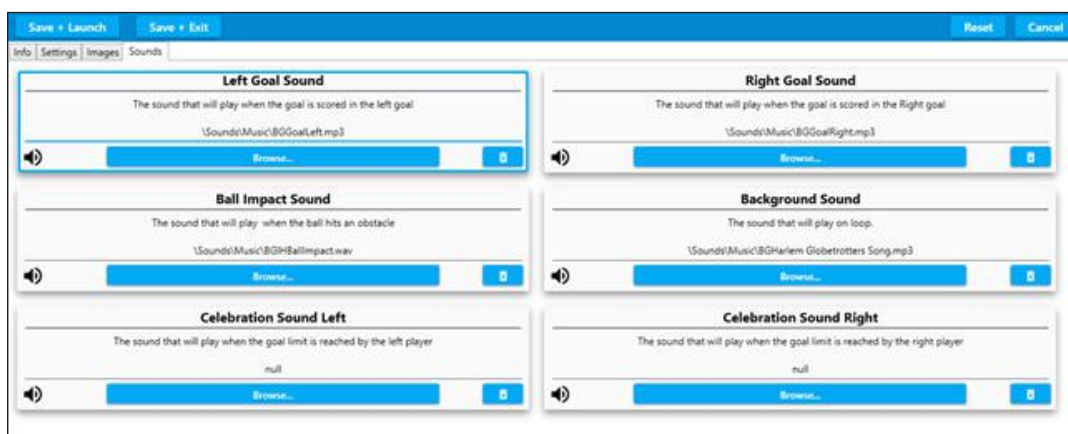 Save + Launch Save + Exit Reset Cancel
Info Settings Images Sounds
Left Goal Sound
The sound that will play when the goal is scored in the left goal
\Sounds\Music\BGGoalLeft.mp3
Browse...
Right Goal Sound
The sound that will play when the goal is scored in the Right goal
\Sounds\Music\BGGoalRight.mp3
Browse...
Ball Impact Sound
The sound that will play when the ball hits an obstacle
\Sounds\Music\BGIHBallImpact.wav
Browse...
Background Sound
The sound that will play on loop.
\Sounds\Music\BGHarlem Globetrotters Song.mp3
Browse...
Celebration Sound Left
The sound that will play when the goal limit is reached by the left player
null
Browse...
Celebration Sound Right
The sound that will play when the goal limit is reached by the right player
null
Browse...